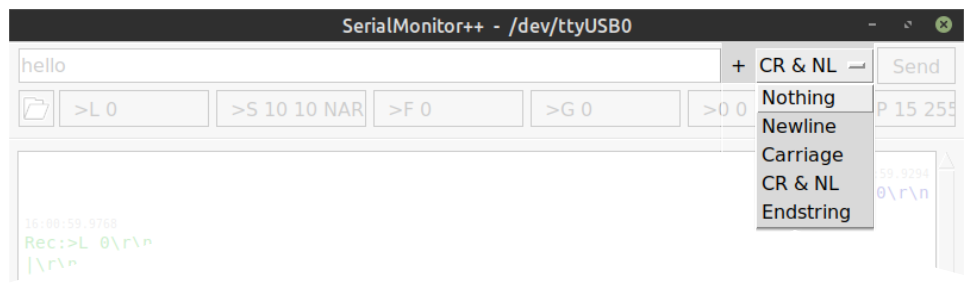 SerialMonitor++ - /dev/ttyUSB0
hello + CR & NL Send
>L 0 >S 10 10 NAR >F 0 >G 0 >0 0 P 15 255
Nothing
Newline
Carriage
CR & NL
Endstring
:59.9294
0\r\n
16:00:59.9768
Rec:>L 0\r\n
|\r\n